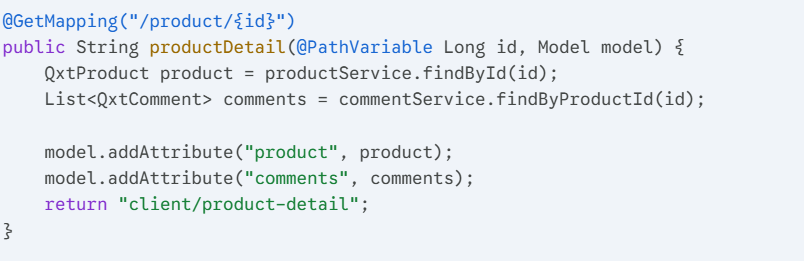 @GetMapping("/product/{id}")
public String productDetail(@PathVariable Long id, Model model) {
    QxtProduct product = productService.findById(id);
    List<QxtComment> comments = commentService.findByProductId(id);

    model.addAttribute("product", product);
    model.addAttribute("comments", comments);
    return "client/product-detail";
}